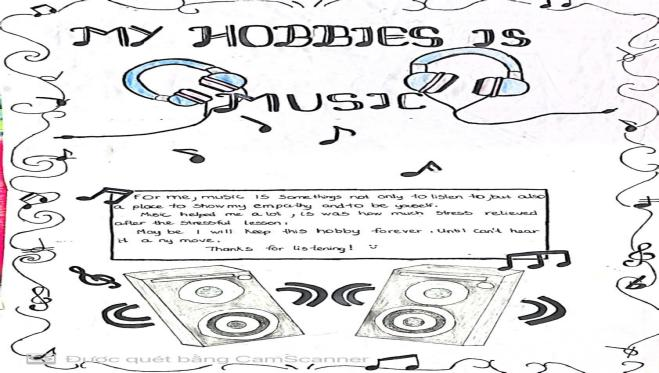 MY HOBBIES IS
MUSIC
For me, music is somethings not only to listen to, but also
a place to show my empathy and to be yourself.
Music helped me a lot, is was how much stress relieved
after the stressful lesson.
May be I will keep this hobby forever. Until can't hear
it a ny move.
Thanks for listening! ü
Được quét bằng CamScanner